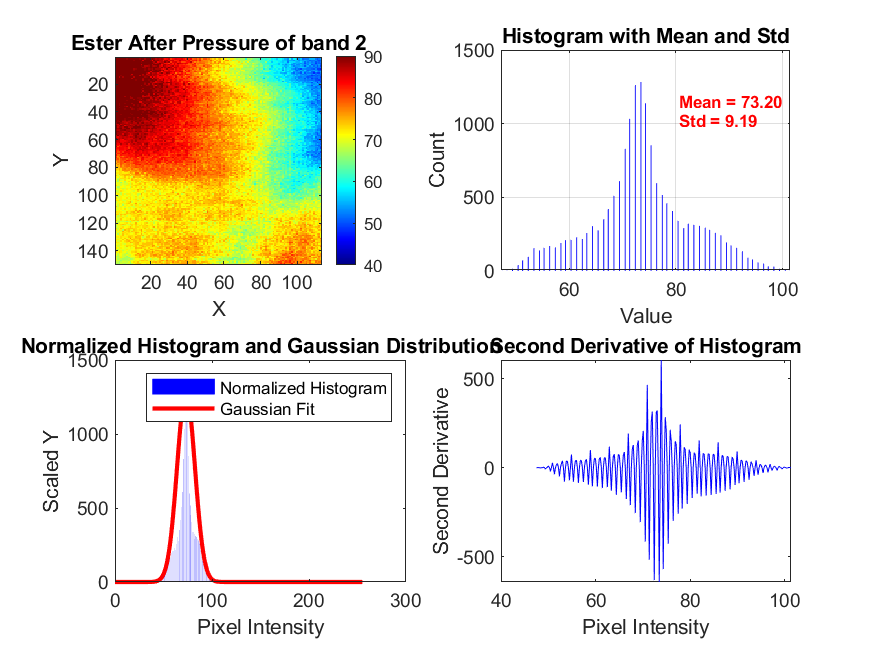 Ester After Pressure of band 2
20
40
60
80
100
120
140
Y
20 40 60 80 100
X
90
80
70
60
50
40
Histogram with Mean and Std
1500
1000
500
0
Count
Mean = 73.20
Std = 9.19
60 80 100
Value
Normalized Histogram and Gaussian Distribution
1500
1000
500
0
Scaled Y
Normalized Histogram
Gaussian Fit
0 100 200 300
Pixel Intensity
Second Derivative of Histogram
500
0
-500
Second Derivative
40 60 80 100
Pixel Intensity